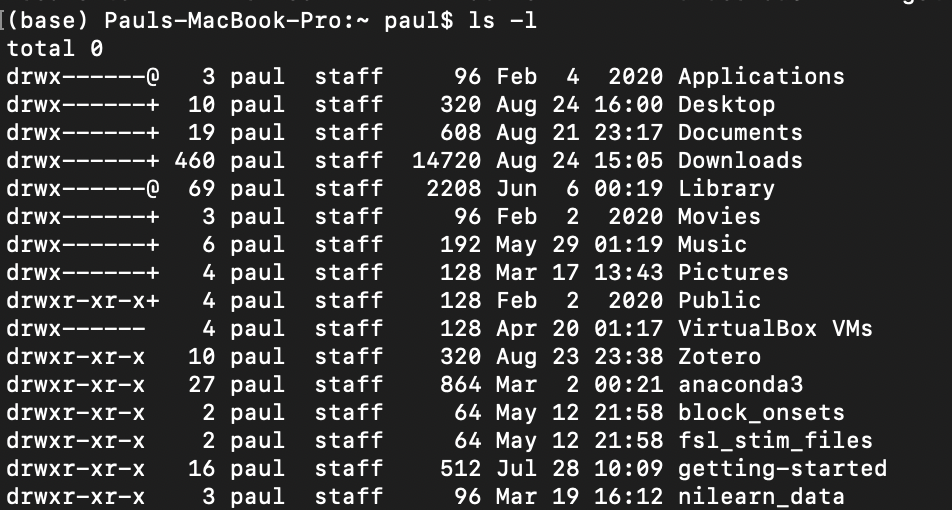 (base) Pauls-MacBook-Pro:~ paul$ ls -l
total 0
drwx------@   3 paul  staff     96 Feb  4  2020 Applications
drwx------+  10 paul  staff    320 Aug 24 16:00 Desktop
drwx------+  19 paul  staff    608 Aug 21 23:17 Documents
drwx------+ 460 paul  staff  14720 Aug 24 15:05 Downloads
drwx------@  69 paul  staff   2208 Jun  6 00:19 Library
drwx------+   3 paul  staff     96 Feb  2  2020 Movies
drwx------+   6 paul  staff    192 May 29 01:19 Music
drwx------+   4 paul  staff    128 Mar 17 13:43 Pictures
drwxr-xr-x+   4 paul  staff    128 Feb  2  2020 Public
drwx------    4 paul  staff    128 Apr 20 01:17 VirtualBox VMs
drwxr-xr-x   10 paul  staff    320 Aug 23 23:38 Zotero
drwxr-xr-x   27 paul  staff    864 Mar  2 00:21 anaconda3
drwxr-xr-x    2 paul  staff     64 May 12 21:58 block_onsets
drwxr-xr-x    2 paul  staff     64 May 12 21:58 fsl_stim_files
drwxr-xr-x   16 paul  staff    512 Jul 28 10:09 getting-started
drwxr-xr-x    3 paul  staff     96 Mar 19 16:12 nilearn_data